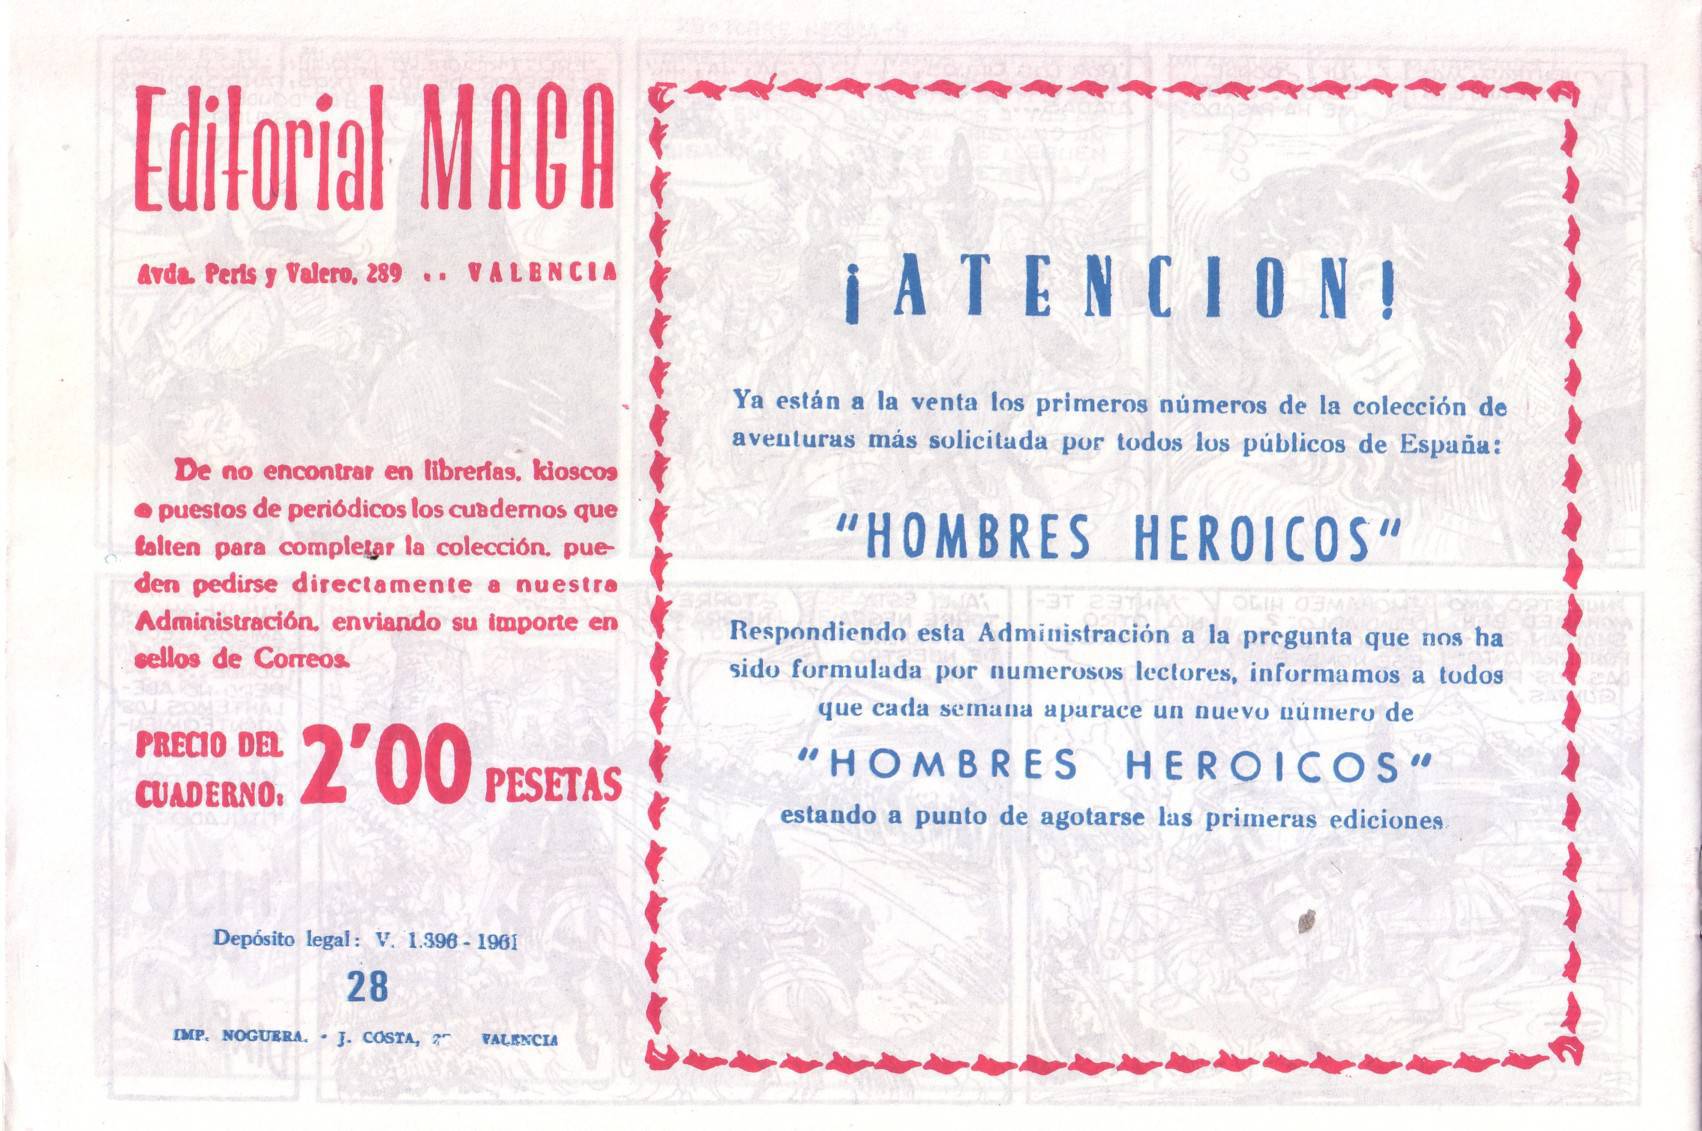 Editorial MAGA
Avda. Peris y Valero, 289 .. VALENCIA
De no encontrar en librerías, kioscos
o puestos de periódicos los cuadernos que
falten para completar la colección, pue-
den pedirse directamente a nuestra
Administración, enviando su importe en
sellos de Correos.
PRECIO DEL
CUADERNO: 2'00 PESETAS
Depósito legal: V. 1.396 - 1961
28
IMP. NOGUERA. - J. COSTA, VALENCIA
¡ATENCION!
Ya están a la venta los primeros números de la colección de
aventuras más solicitada por todos los públicos de España:
"HOMBRES HEROICOS"
Respondiendo esta Administración a la pregunta que nos ha
sido formulada por numerosos lectores, informamos a todos
que cada semana aparace un nuevo número de
"HOMBRES HEROICOS"
estando a punto de agotarse las primeras ediciones.